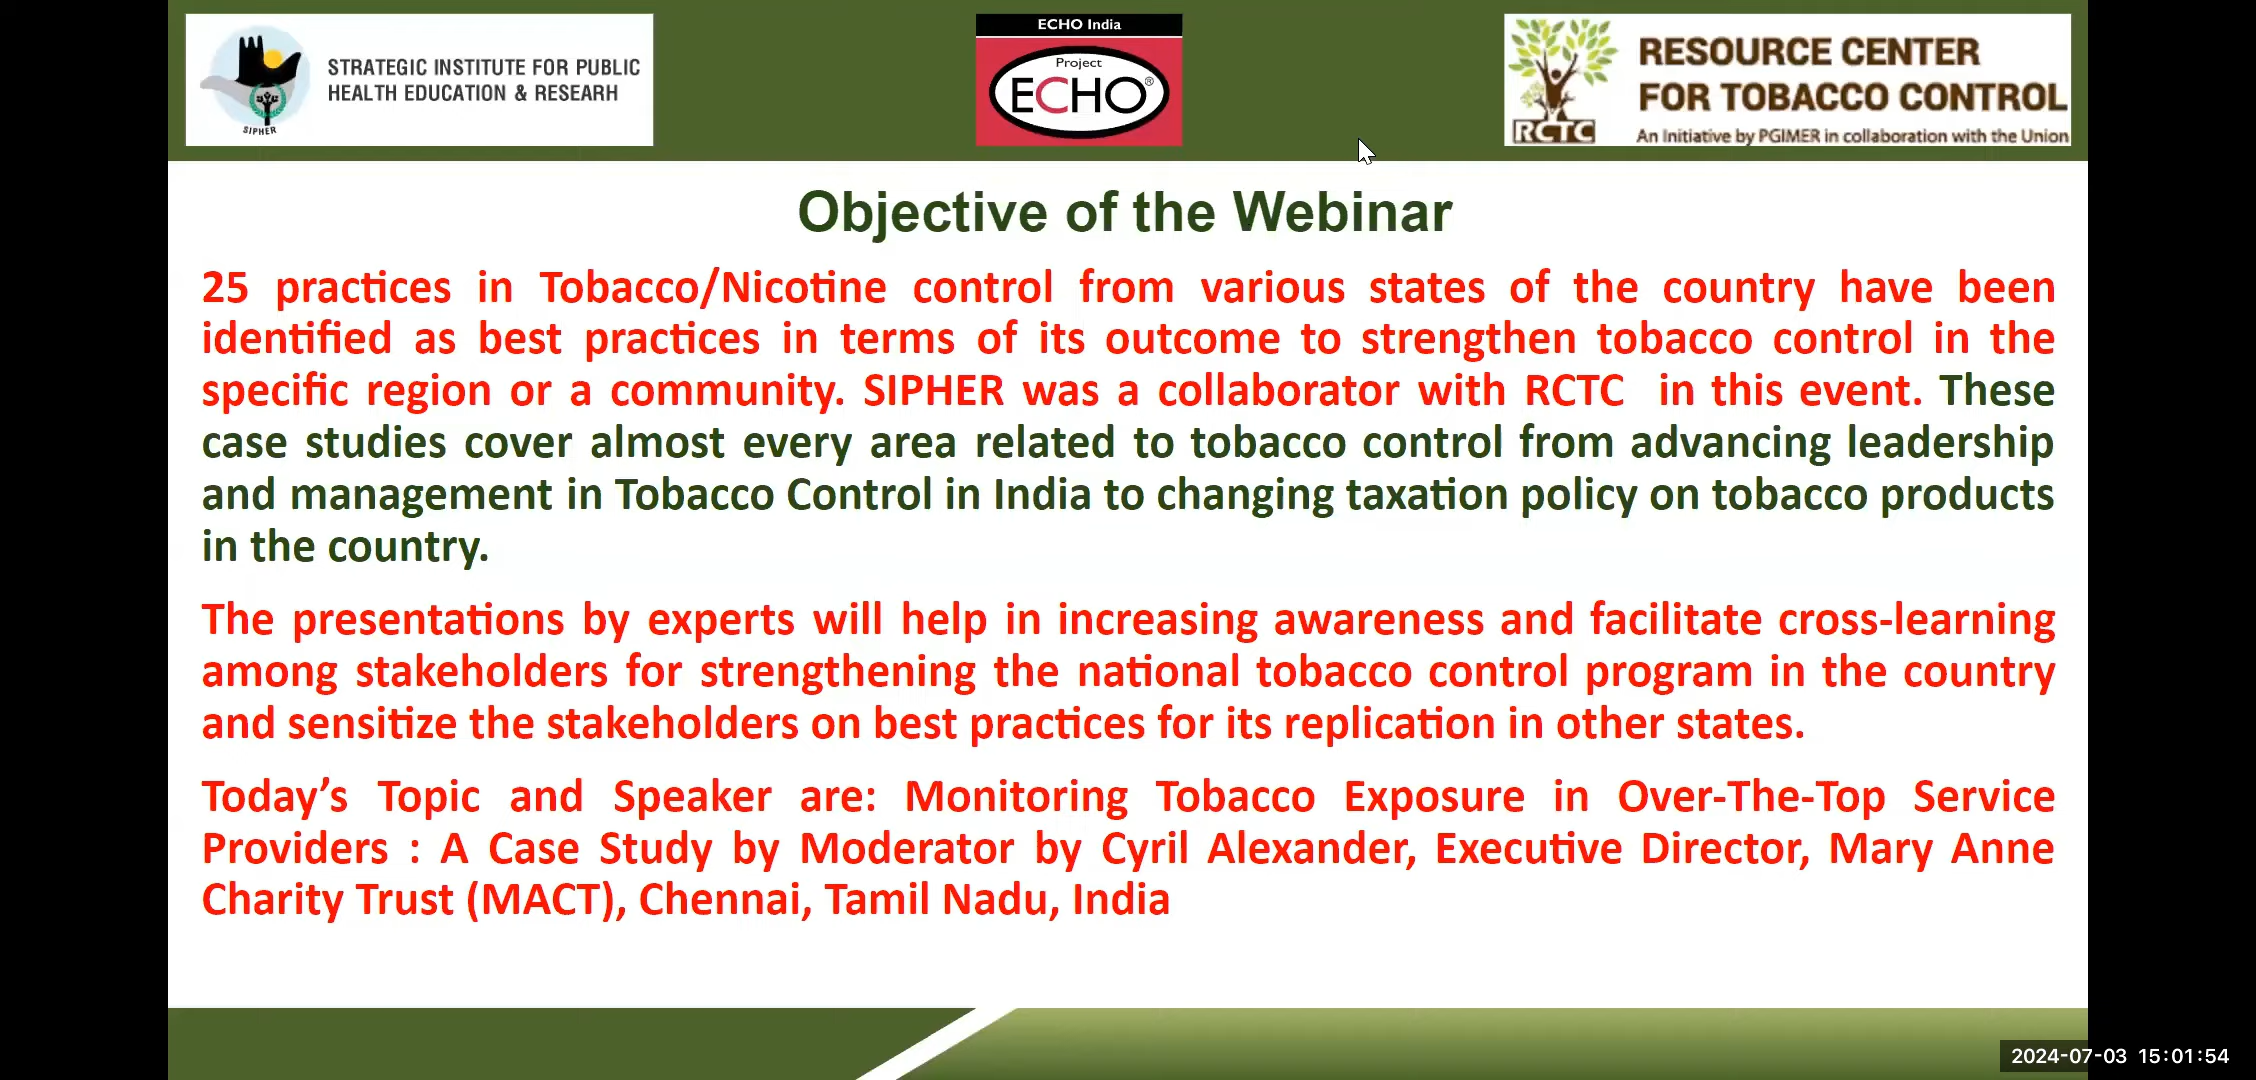 STRATEGIC INSTITUTE FOR PUBLIC
HEALTH EDUCATION & RESEARH
SIPHER
ECHO India
Project
ECHO®
RESOURCE CENTER
FOR TOBACCO CONTROL
RCTC
An Initiative by PGIMER in collaboration with the Union
Objective of the Webinar
25 practices in Tobacco/Nicotine control from various states of the country have been
identified as best practices in terms of its outcome to strengthen tobacco control in the
specific region or a community. SIPHER was a collaborator with RCTC in this event. These
case studies cover almost every area related to tobacco control from advancing leadership
and management in Tobacco Control in India to changing taxation policy on tobacco products
in the country.
The presentations by experts will help in increasing awareness and facilitate cross-learning
among stakeholders for strengthening the national tobacco control program in the country
and sensitize the stakeholders on best practices for its replication in other states.
Today’s Topic and Speaker are: Monitoring Tobacco Exposure in Over-The-Top Service
Providers : A Case Study by Moderator by Cyril Alexander, Executive Director, Mary Anne
Charity Trust (MACT), Chennai, Tamil Nadu, India
2024-07-03 15:01:54